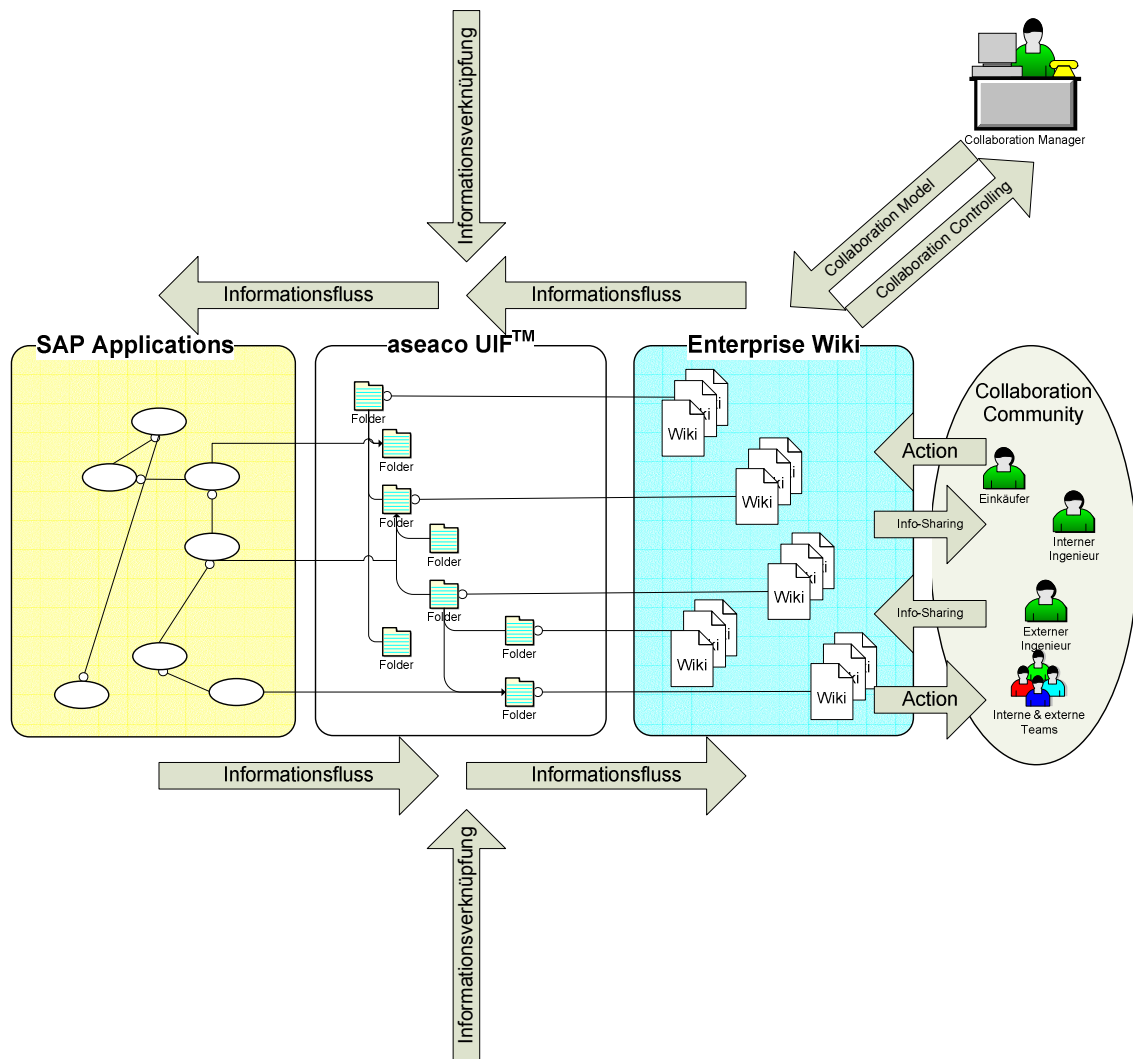 Informationsverknüpfung
Collaboration Manager
Collaboration Model
Collaboration Controlling
Informationsfluss
Informationsfluss
SAP Applications
aseaco UIF™
Enterprise Wiki
Collaboration
Community
Folder
Wiki
Folder
Action
Einkäufer
Folder
Wiki
ki
Info-Sharing
Interner
Ingenieur
Folder
Folder
Wiki
i
Info-Sharing
Externer
Ingenieur
Folder
Folder
Wiki
i
Folder
Wiki
i
Action
Interne & externe
Teams
Informationsfluss
Informationsfluss
Informationsverknüpfung